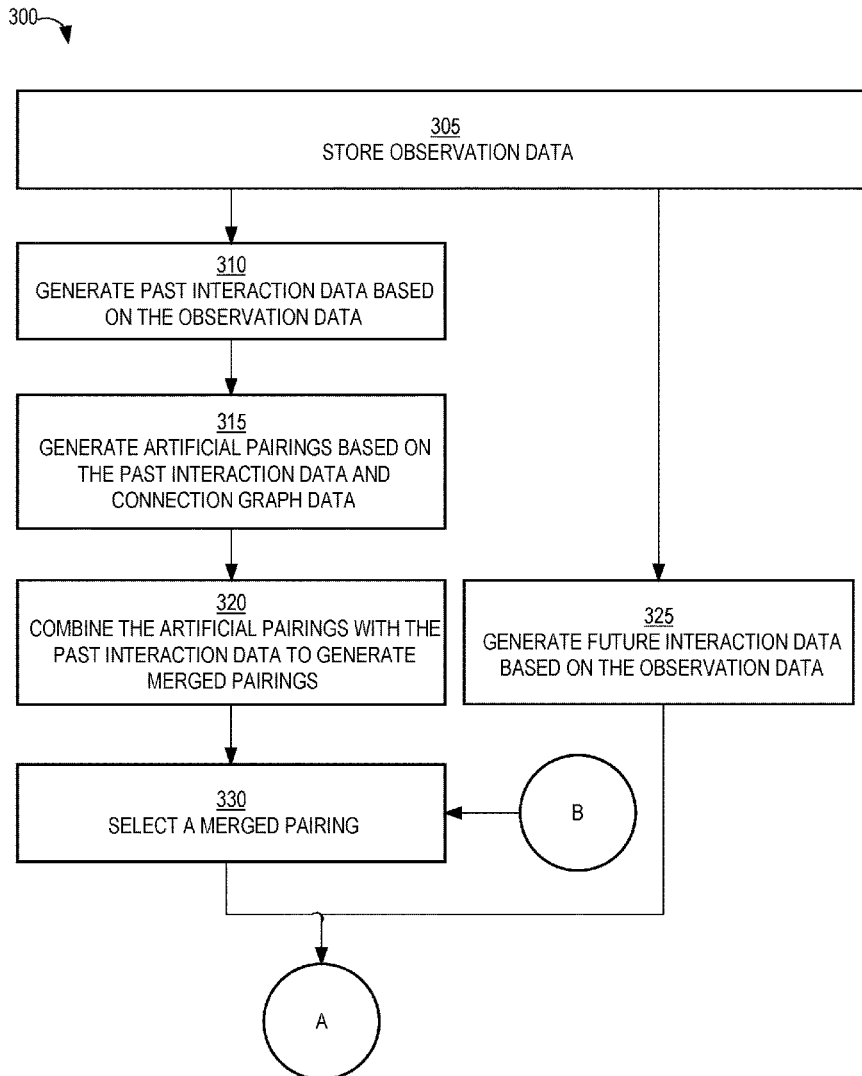 300
305
STORE OBSERVATION DATA
310
GENERATE PAST INTERACTION DATA BASED
ON THE OBSERVATION DATA
315
GENERATE ARTIFICIAL PAIRINGS BASED ON
THE PAST INTERACTION DATA AND
CONNECTION GRAPH DATA
320
COMBINE THE ARTIFICIAL PAIRINGS WITH THE
PAST INTERACTION DATA TO GENERATE
MERGED PAIRINGS
325
GENERATE FUTURE INTERACTION DATA
BASED ON THE OBSERVATION DATA
330
SELECT A MERGED PAIRING
B
A